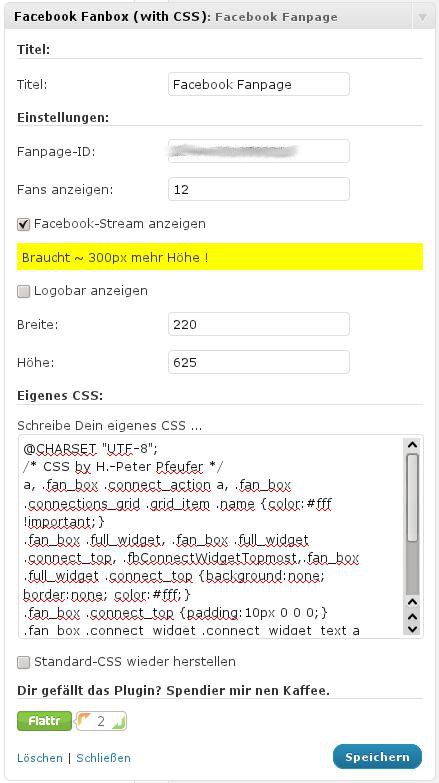 Facebook Fanbox (with CSS): Facebook Fanpage
Titel:
Titel: Facebook Fanpage
Einstellungen:
Fanpage-ID:
Fans anzeigen: 12
Facebook-Stream anzeigen
Braucht ~ 300px mehr Höhe !
Logobar anzeigen
Breite: 220
Höhe: 625
Eigenes CSS:
Schreibe Dein eigenes CSS ...
@CHARSET "UTF-8";
/* CSS by H.-Peter Pfeufer */
a, .fan_box .connect_action a, .fan_box
.connections_grid .grid_item .name {color:#fff
!important;}
.fan_box .full_widget, .fan_box .full_widget
.connect_top, .fbConnectWidgetTopmost,.fan_box
.full_widget .connect_top {background:none;
border:none; color:#fff;}
.fan_box .connect_top {padding:10px 0 0 0;}
.fan_box .connect_widget .connect_widget_text a
Standard-CSS wieder herstellen
Dir gefällt das Plugin? Spendier mir nen Kaffee.
Flattr 2
Löschen | Schließen
Speichern